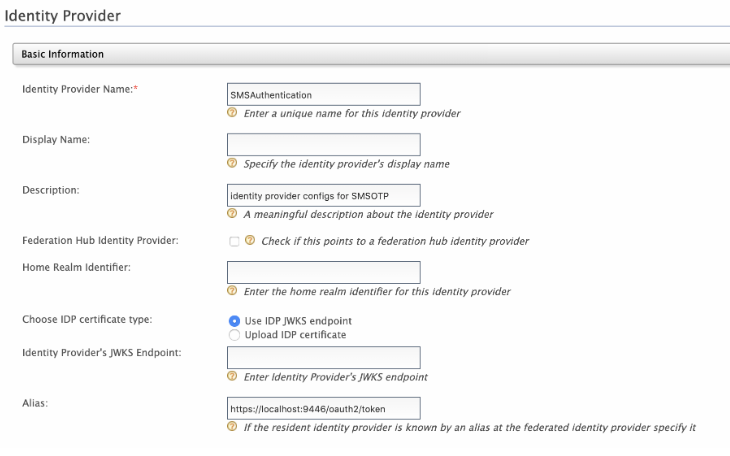 Identity Provider
Basic Information
Identity Provider Name:*
SMSAuthentication
Enter a unique name for this identity provider
Display Name:
Specify the identity provider's display name
Description:
identity provider configs for SMSOTP
A meaningful description about the identity provider
Federation Hub Identity Provider:
Check if this points to a federation hub identity provider
Home Realm Identifier:
Enter the home realm identifier for this identity provider
Choose IDP certificate type:
Use IDP JWKS endpoint
Upload IDP certificate
Identity Provider's JWKS Endpoint:
Enter Identity Provider's JWKS endpoint
Alias:
https://localhost:9446/oauth2/token
If the resident identity provider is known by an alias at the federated identity provider specify it